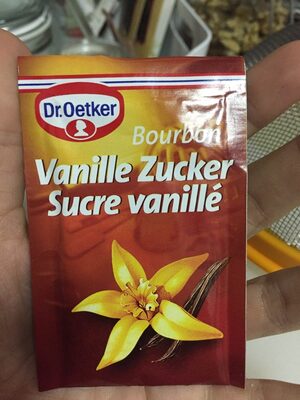 Dr.Oetker
Bourbon
Vanille Zucker
Sucre vanillé